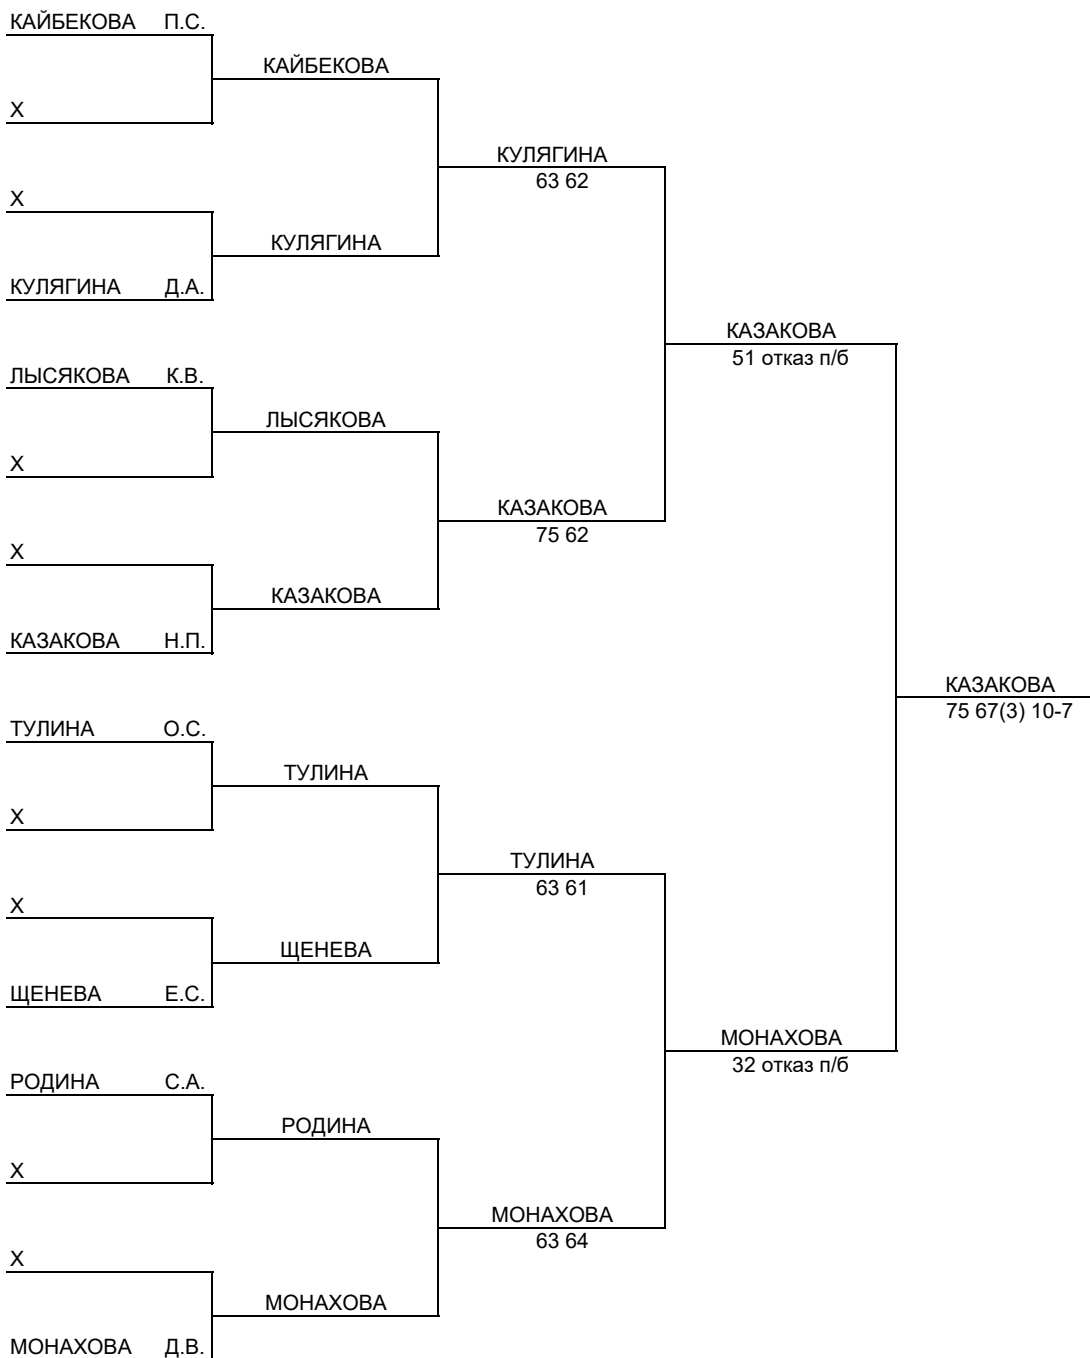 КАЙБЕКОВА П.С.
КАЙБЕКОВА
Х
КУЛЯГИНА
63 62
Х
КУЛЯГИНА
КУЛЯГИНА Д.А.
КАЗАКОВА
51 отказ п/б
ЛЫСЯКОВА К.В.
ЛЫСЯКОВА
Х
КАЗАКОВА
75 62
Х
КАЗАКОВА
КАЗАКОВА Н.П.
КАЗАКОВА
75 67(3) 10-7
ТУЛИНА О.С.
ТУЛИНА
Х
ТУЛИНА
63 61
Х
ЩЕНЕВА
ЩЕНЕВА Е.С.
МОНАХОВА
32 отказ п/б
РОДИНА С.А.
РОДИНА
Х
МОНАХОВА
63 64
Х
МОНАХОВА
МОНАХОВА Д.В.